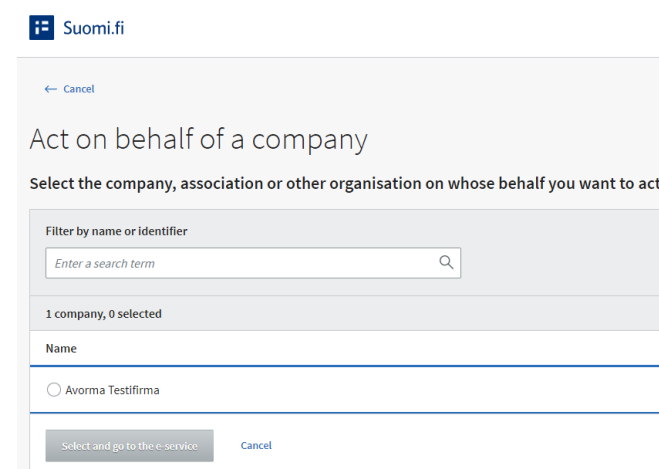 Suomi.fi
← Cancel
Act on behalf of a company
Select the company, association or other organisation on whose behalf you want to act
Filter by name or identifier
Enter a search term
1 company, 0 selected
Name
Avorma Testifirma
Select and go to the e-service
Cancel